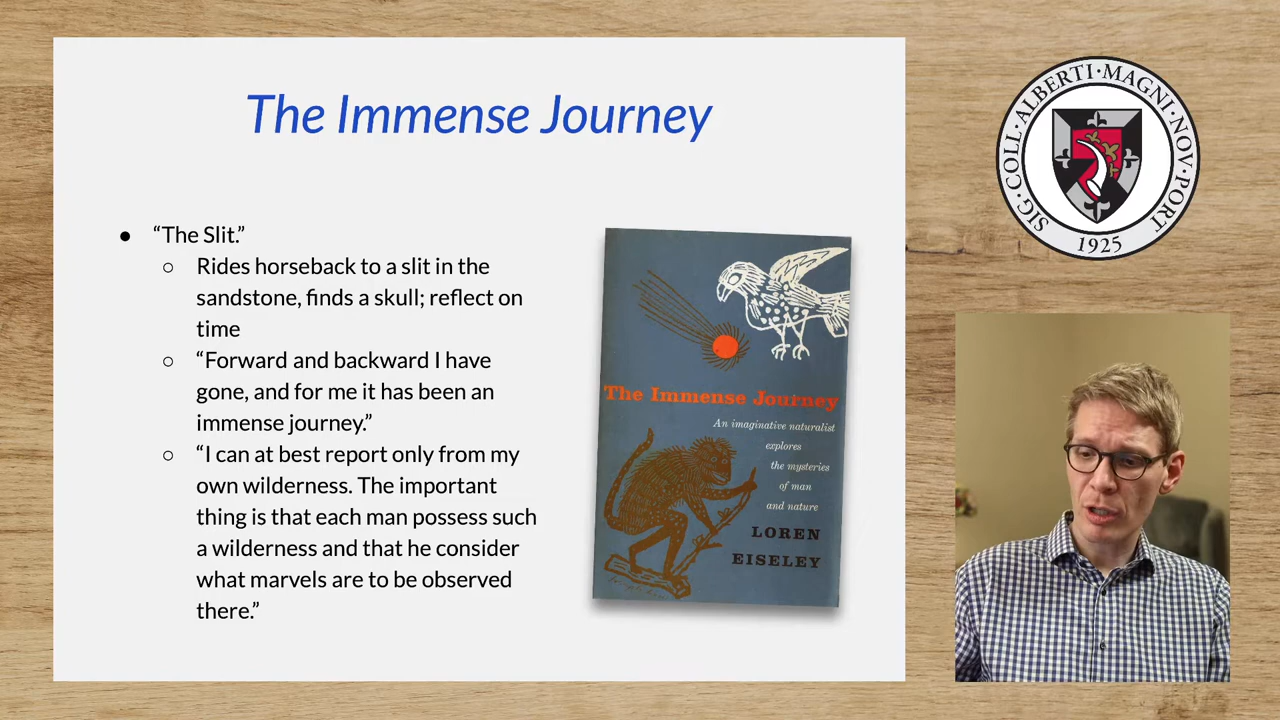 The Immense Journey
● “The Slit.”
○ Rides horseback to a slit in the
sandstone, finds a skull; reflect on
time
○ “Forward and backward I have
gone, and for me it has been an
immense journey.”
○ “I can at best report only from my
own wilderness. The important
thing is that each man possess such
a wilderness and that he consider
what marvels are to be observed
there.”
The Immense Journey
An imaginative naturalist
explores
the mysteries
of man
and nature
LOREN
EISELEY
SIG·COLL·ALBERTI·MAGNI·NOV·PORT
1925